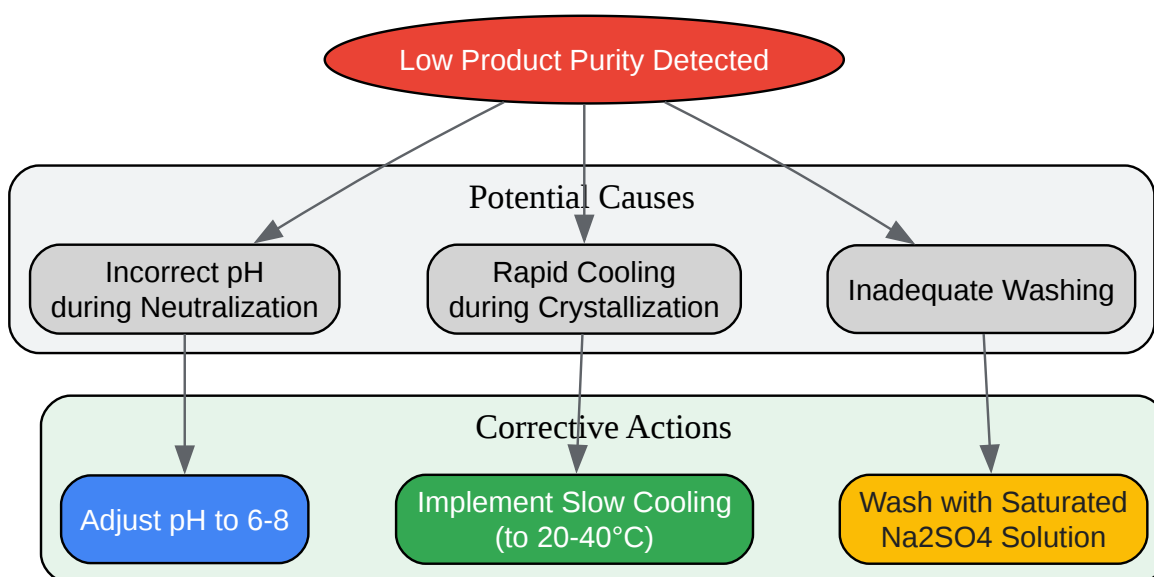 Low Product Purity Detected
Potential Causes
Incorrect pH
during Neutralization
Rapid Cooling
during Crystallization
Inadequate Washing
Corrective Actions
Adjust pH to 6-8
Implement Slow Cooling
(to 20-40°C)
Wash with Saturated
Na2SO4 Solution